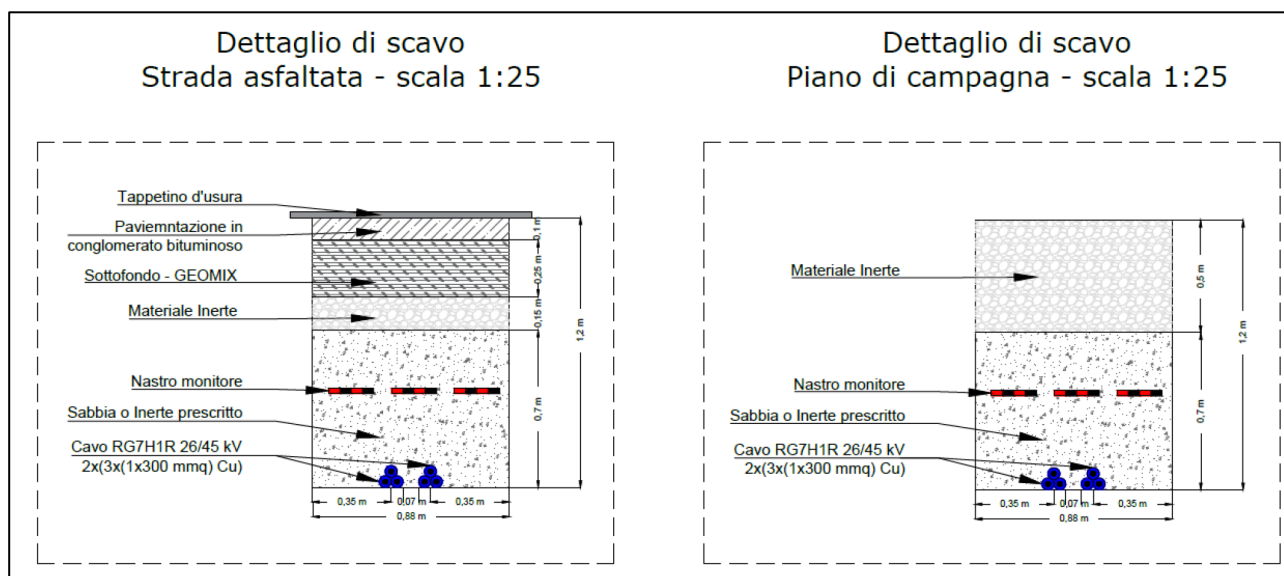 Dettaglio di scavo
Strada asfaltata - scala 1:25
Tappetino d'usura
Paviemntazione in
conglomerato bituminoso
Sottofondo - GEOMIX
Materiale Inerte
Nastro monitore
Sabbia o Inerte prescritto
Cavo RG7H1R 26/45 kV
2x(3x(1x300 mmq) Cu)
0,1 m
0,25 m
0,15 m
0,7 m
1,2 m
0,35 m
0,07 m
0,35 m
0,88 m
Dettaglio di scavo
Piano di campagna - scala 1:25
Materiale Inerte
Nastro monitore
Sabbia o Inerte prescritto
Cavo RG7H1R 26/45 kV
2x(3x(1x300 mmq) Cu)
0,5 m
0,7 m
1,2 m
0,35 m
0,07 m
0,35 m
0,88 m